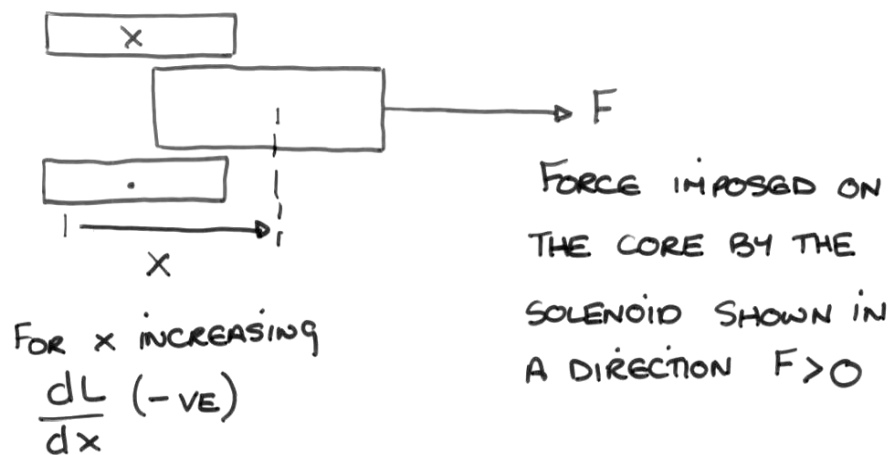 X
F
FORCE IMPOSED ON
THE CORE BY THE
SOLENOID SHOWN IN
A DIRECTION F>0
X
FOR X INCREASING
dL/dx (-VE)